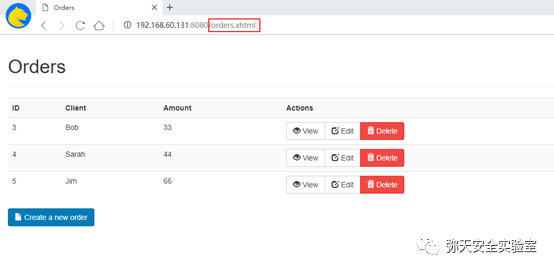 Orders
192.168.60.131:8080/orders.xhtml
Orders
ID Client Amount Actions
3 Bob 33 View Edit Delete
4 Sarah 44 View Edit Delete
5 Jim 66 View Edit Delete
Create a new order
弥天安全实验室